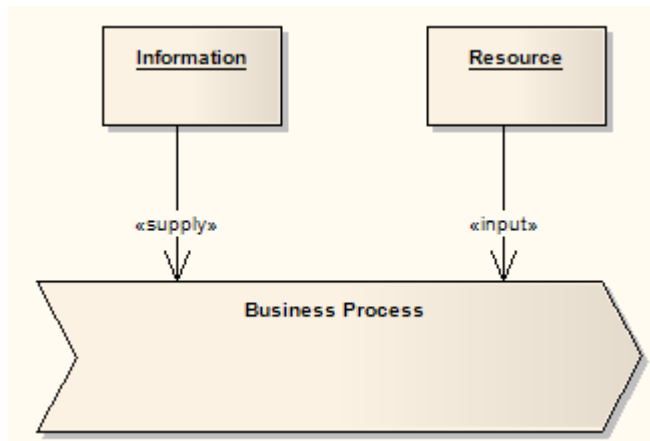 Information
Resource
«supply»
«input»
Business Process